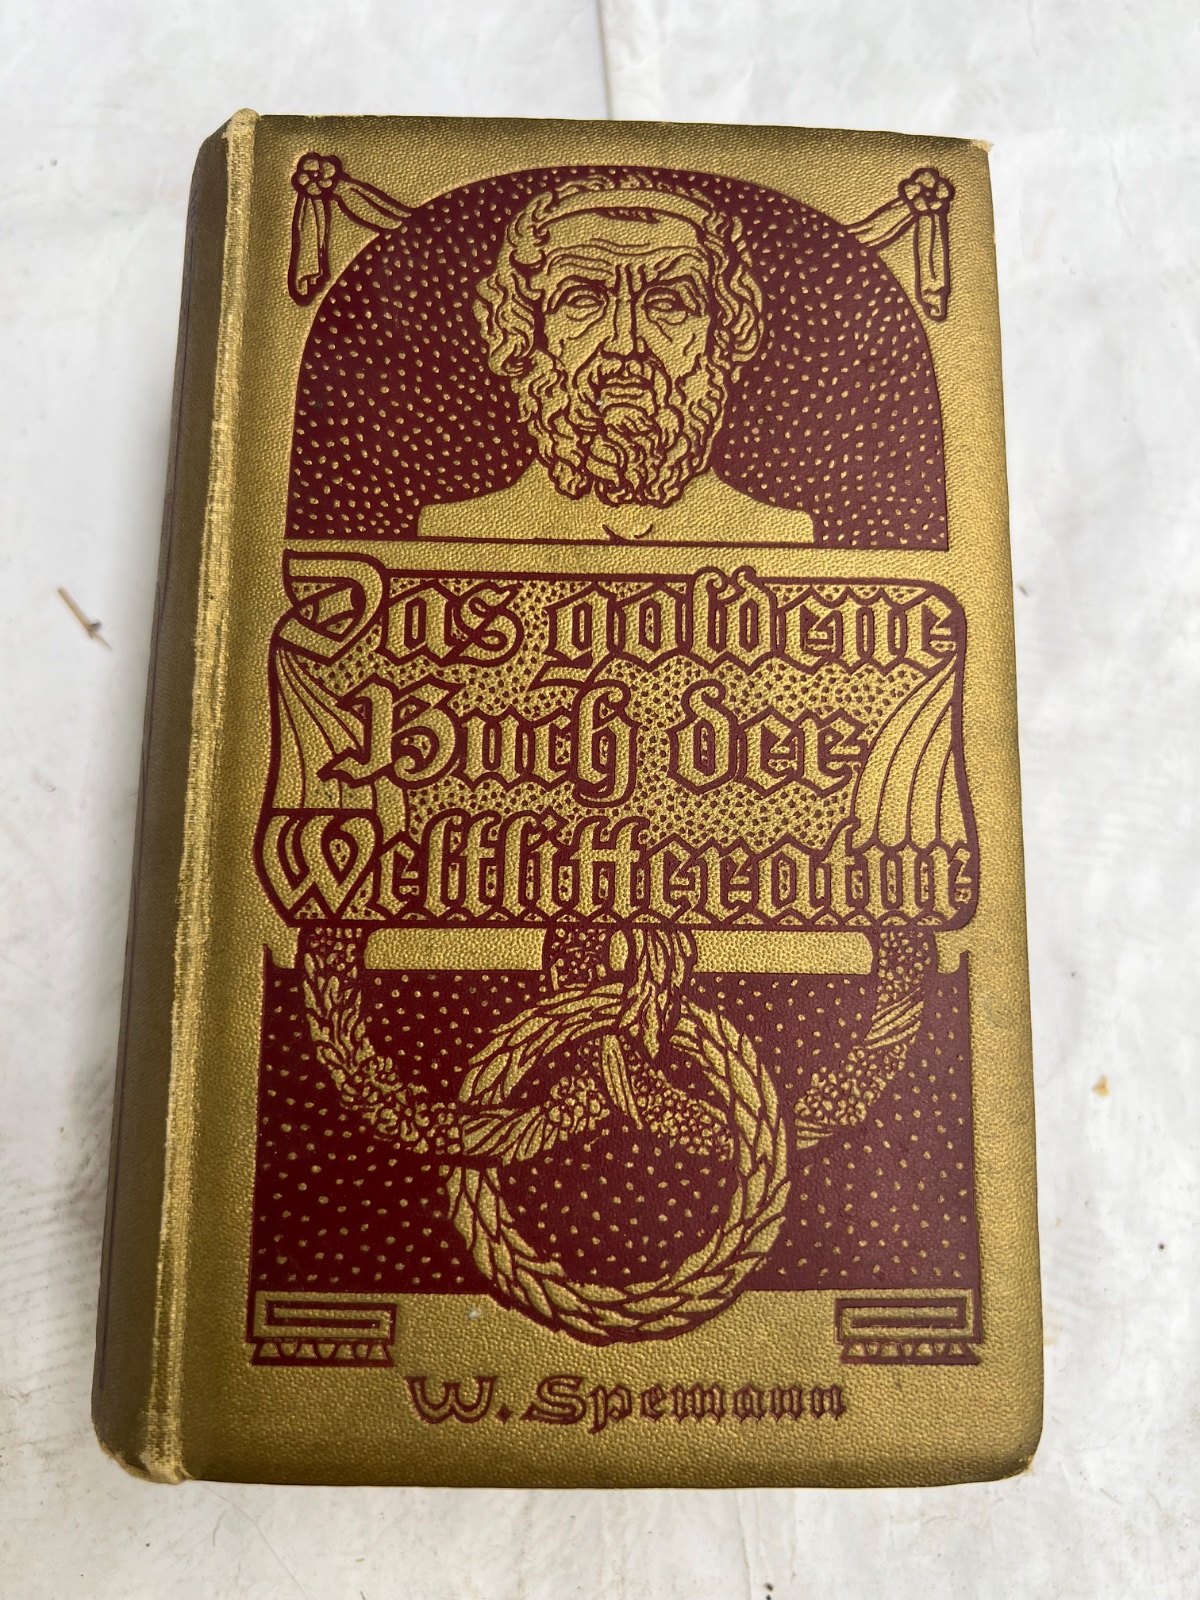 Das goldene
Buch der
Weltlitteratur
W. Spemann